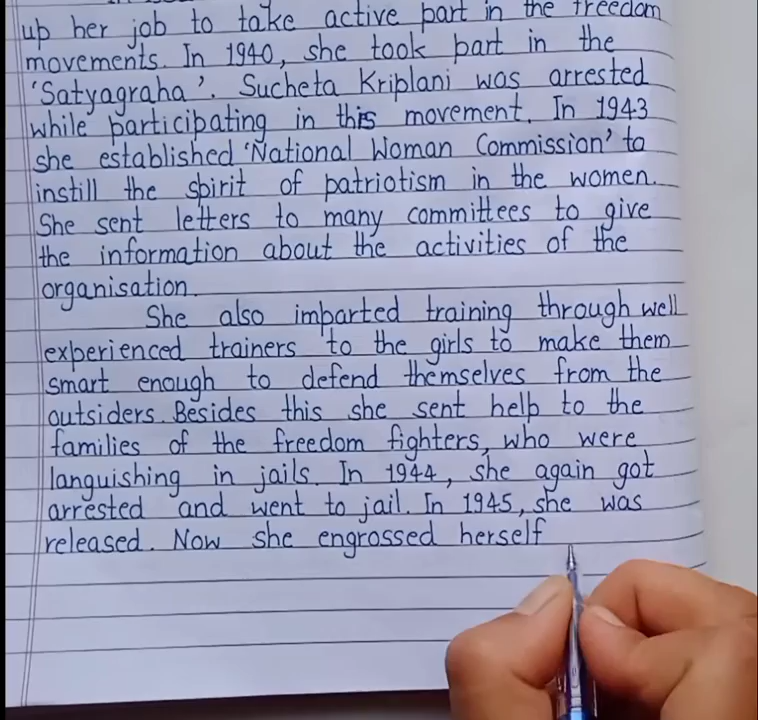 up her job to take active part in the freedom
movements. In 1940, she took part in the
'Satyagraha'. Sucheta Kriplani was arrested
while participating in this movement. In 1943
she established 'National Woman Commission' to
instill the spirit of patriotism in the women.
She sent letters to many committees to give
the information about the activities of the
organisation.
She also imparted training through well
experienced trainers to the girls to make them
smart enough to defend themselves from the
outsiders. Besides this she sent help to the
families of the freedom fighters, who were
languishing in jails. In 1944, she again got
arrested and went to jail. In 1945, she was
released. Now she engrossed herself